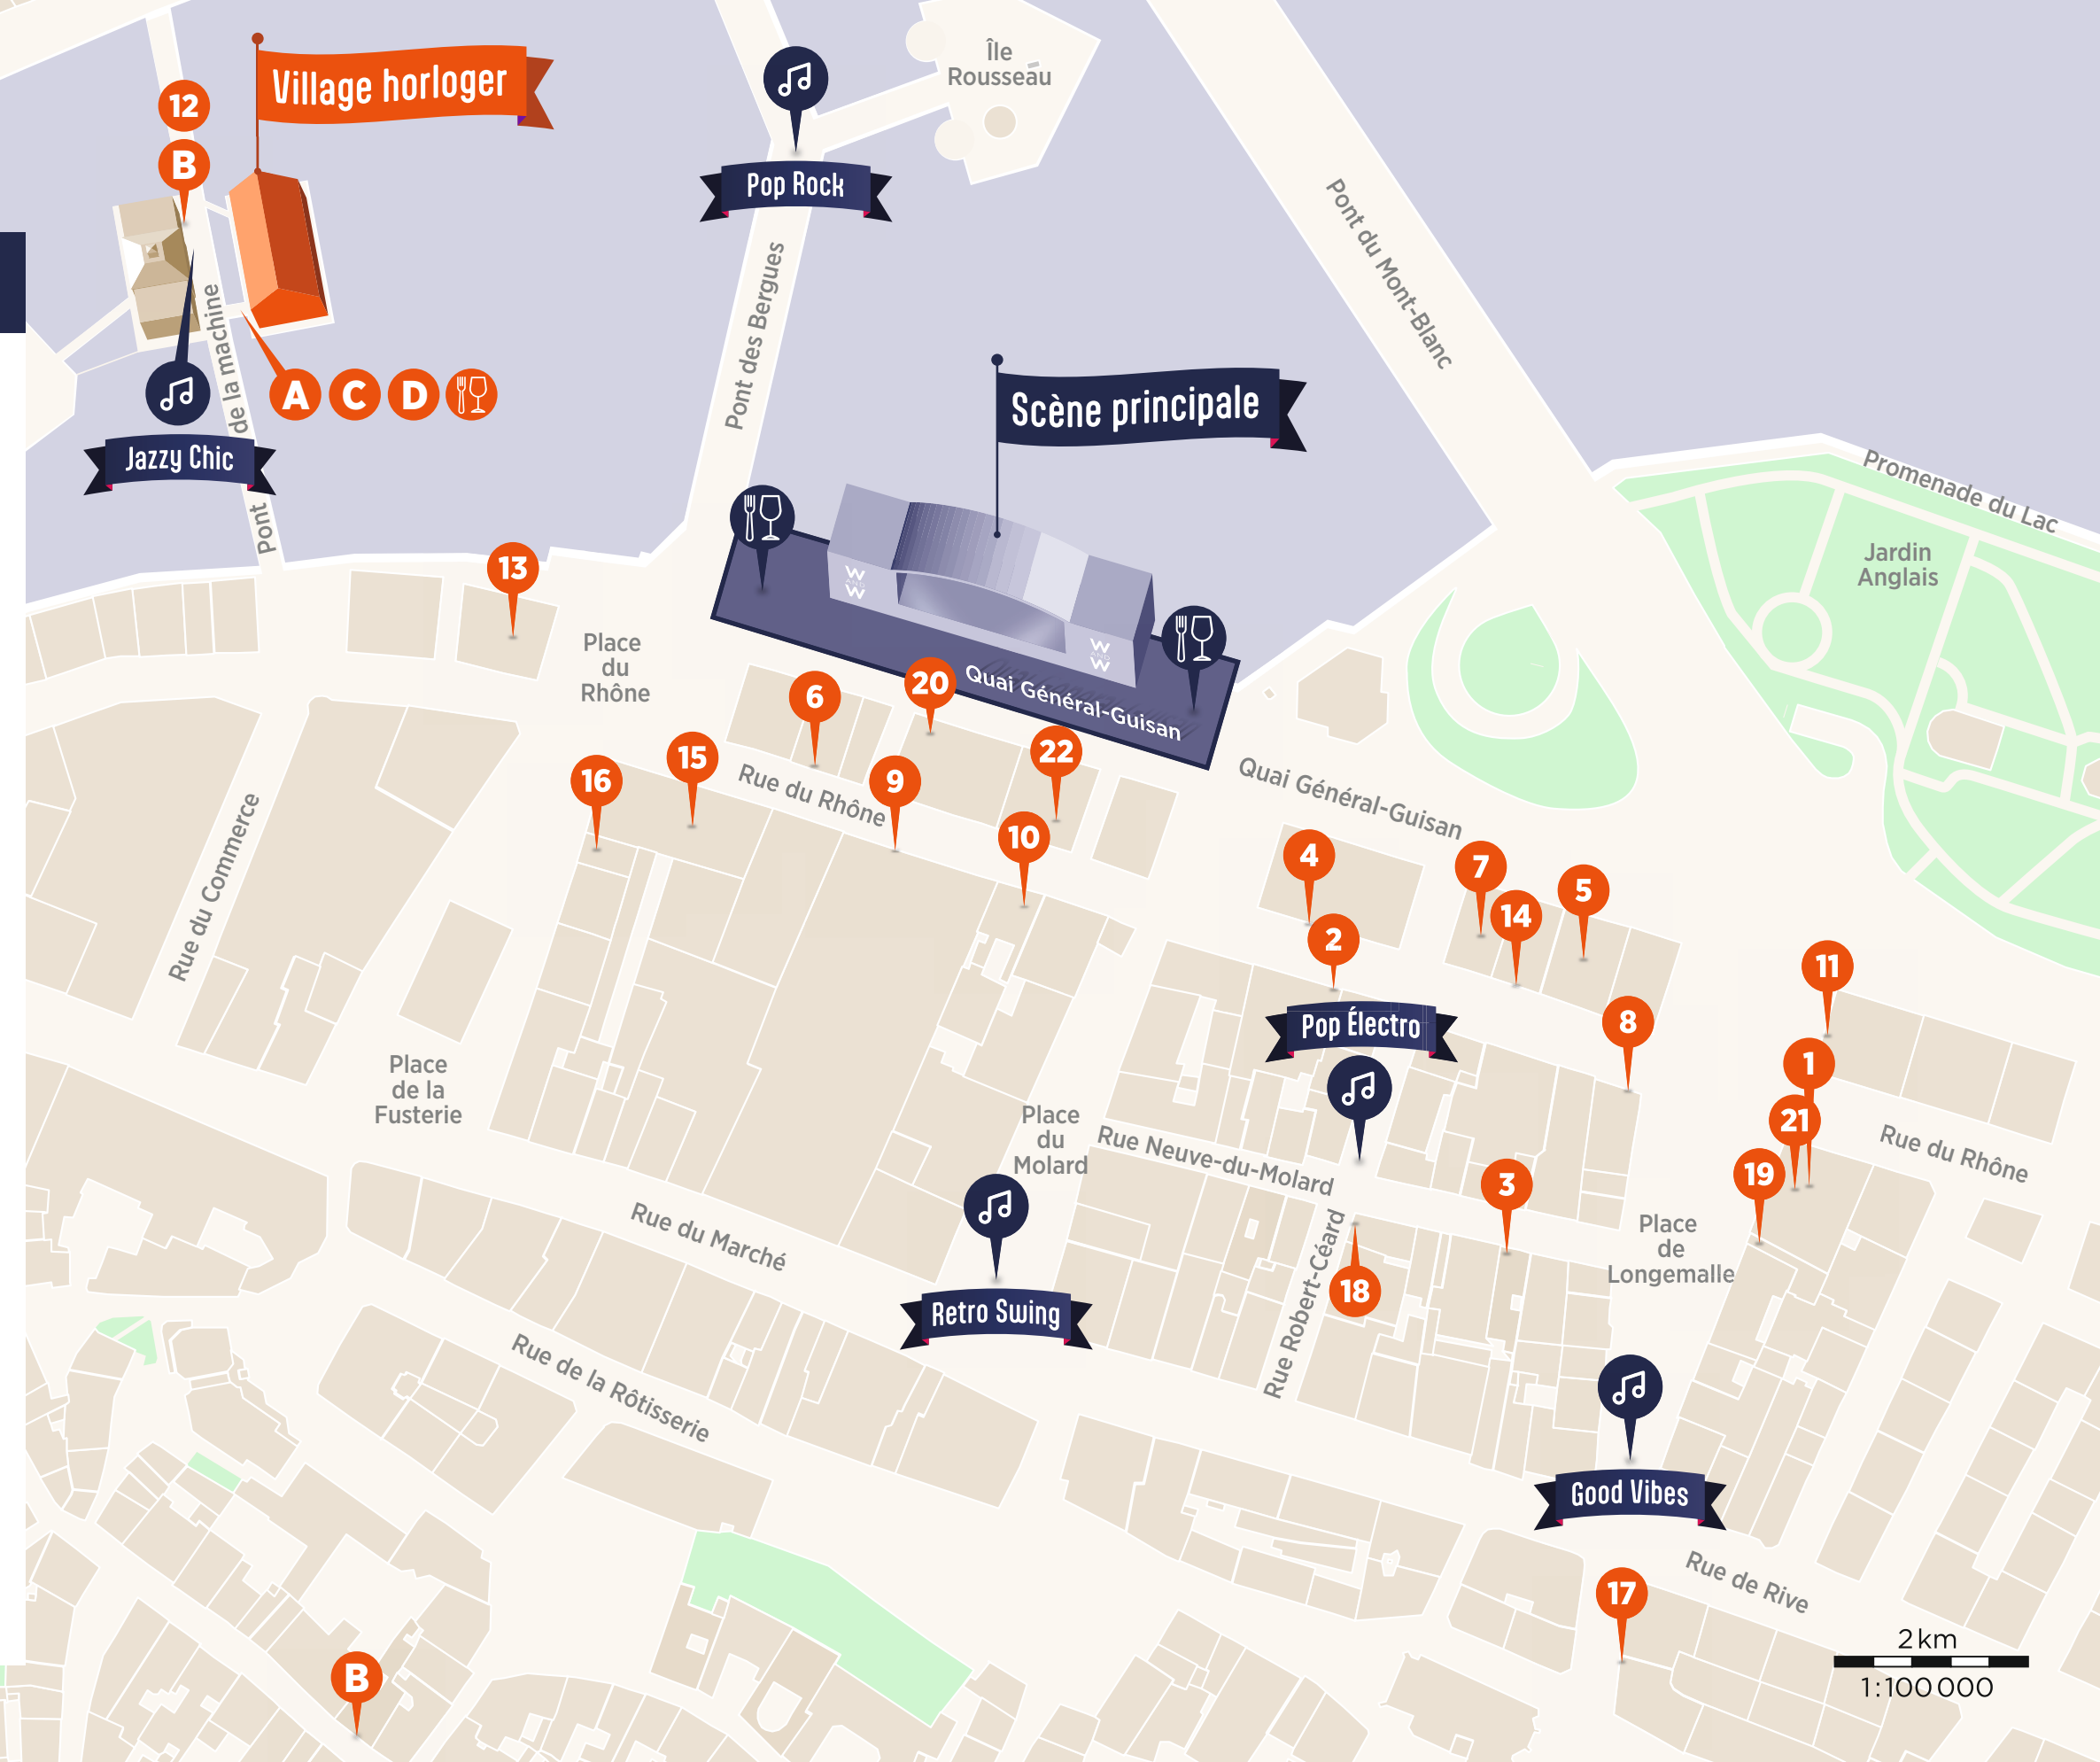 Village horloger
12
B
Île
Rousseau
Pop Rock
Pont du Mont-Blanc
Pont des Bergues
Pont de la machine
A
C
D
Jazzy Chic
Scène principale
Promenade du Lac
Jardin
Anglais
13
Place
du
Rhône
W
AND
W
W
AND
W
Quai Général-Guisan
6
20
22
16
15
Rue du Rhône
9
10
Quai Général-Guisan
4
7
5
14
2
11
Rue du Commerce
8
Pop Électro
1
21
Place
de la
Fusterie
Place
du
Molard
Rue Neuve-du-Molard
Rue du Rhône
19
3
Rue du Marché
Place
de
Longemalle
18
Retro Swing
Rue Robert-Céard
Rue de la Rôtisserie
Good Vibes
Rue de Rive
17
B
2 km
1:100 000